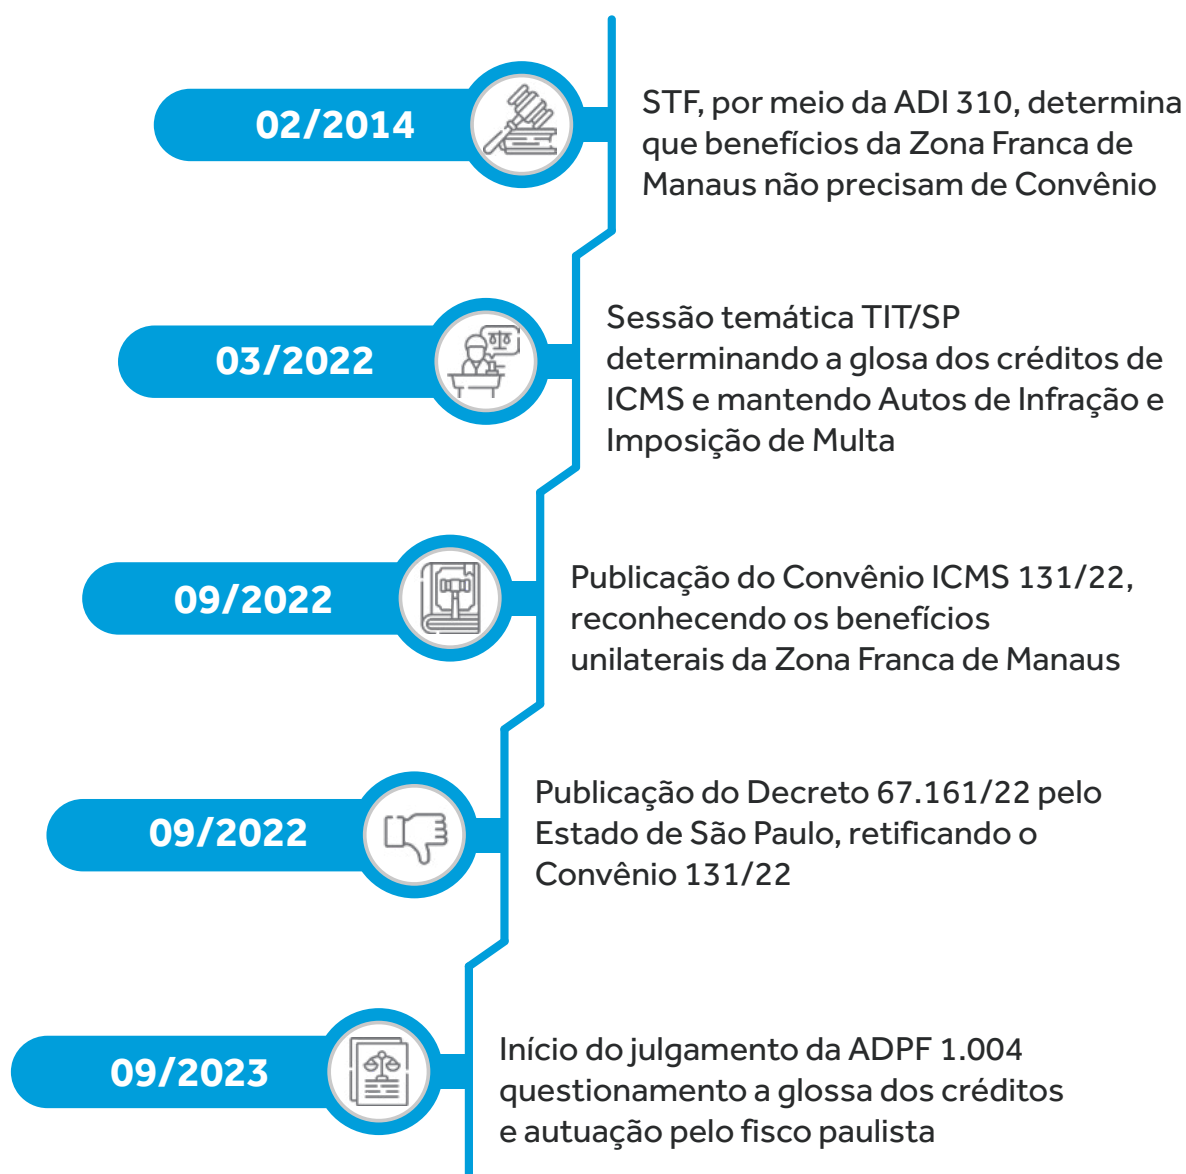 02/2014
STF, por meio da ADI 310, determina
que benefícios da Zona Franca de
Manaus não precisam de Convênio
03/2022
Sessão temática TIT/SP
determinando a glosa dos créditos de
ICMS e mantendo Autos de Infração e
Imposição de Multa
09/2022
Publicação do Convênio ICMS 131/22,
reconhecendo os benefícios
unilaterais da Zona Franca de Manaus
09/2022
Publicação do Decreto 67.161/22 pelo
Estado de São Paulo, retificando o
Convênio 131/22
09/2023
Início do julgamento da ADPF 1.004
questionamento a glossa dos créditos
e autuação pelo fisco paulista